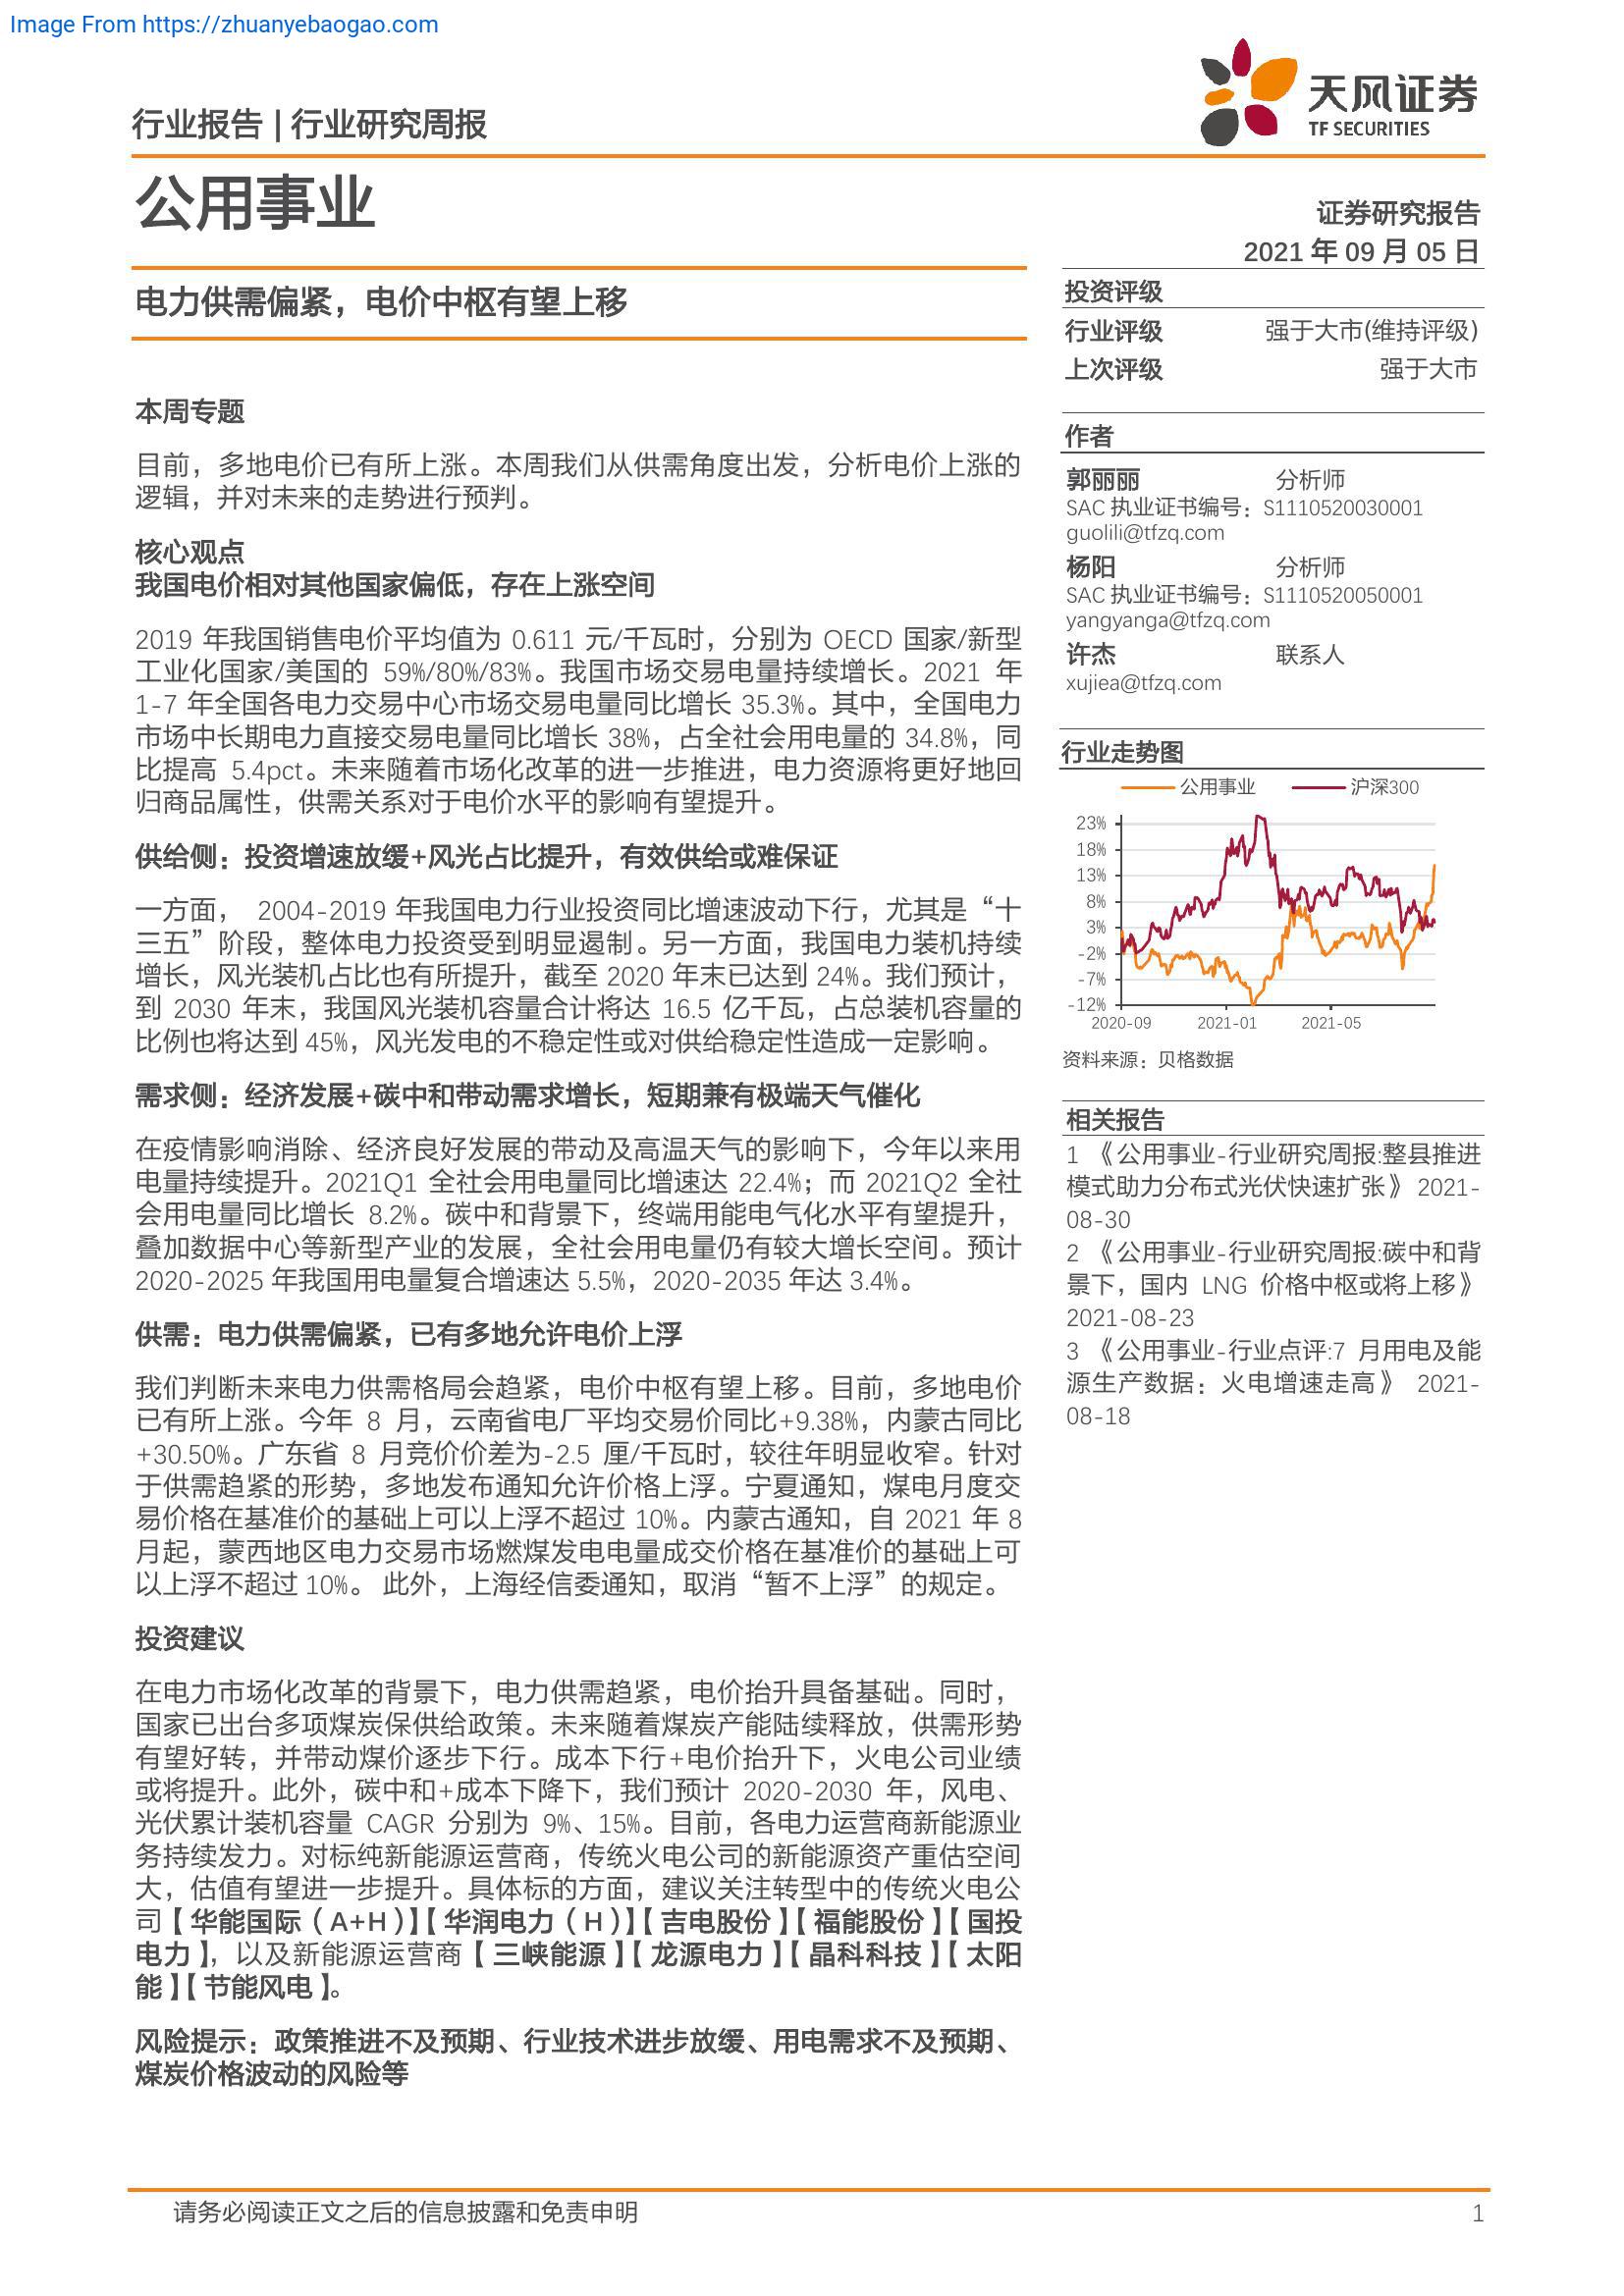 Image From https://zhuanyebaogao.com
行业报告 | 行业研究周报
天风证券
TF SECURITIES
公用事业
证券研究报告
2021 年 09 月 05 日
电力供需偏紧，电价中枢有望上移
投资评级
行业评级 强于大市(维持评级)
上次评级 强于大市
本周专题
目前，多地电价已有所上涨。本周我们从供需角度出发，分析电价上涨的
逻辑，并对未来的走势进行预判。
核心观点
我国电价相对其他国家偏低，存在上涨空间
2019 年我国销售电价平均值为 0.611 元/千瓦时，分别为 OECD 国家/新型
工业化国家/美国的 59%/80%/83%。我国市场交易电量持续增长。2021 年
1-7 年全国各电力交易中心市场交易电量同比增长 35.3%。其中，全国电力
市场中长期电力直接交易电量同比增长 38%，占全社会用电量的 34.8%，同
比提高 5.4pct。未来随着市场化改革的进一步推进，电力资源将更好地回
归商品属性，供需关系对于电价水平的影响有望提升。
供给侧：投资增速放缓+风光占比提升，有效供给或难保证
一方面， 2004-2019 年我国电力行业投资同比增速波动下行，尤其是“十
三五”阶段，整体电力投资受到明显遏制。另一方面，我国电力装机持续
增长，风光装机占比也有所提升，截至 2020 年末已达到 24%。我们预计，
到 2030 年末，我国风光装机容量合计将达 16.5 亿千瓦，占总装机容量的
比例也将达到 45%，风光发电的不稳定性或对供给稳定性造成一定影响。
需求侧：经济发展+碳中和带动需求增长，短期兼有极端天气催化
在疫情影响消除、经济良好发展的带动及高温天气的影响下，今年以来用
电量持续提升。2021Q1 全社会用电量同比增速达 22.4%；而 2021Q2 全社
会用电量同比增长 8.2%。碳中和背景下，终端用能电气化水平有望提升，
叠加数据中心等新型产业的发展，全社会用电量仍有较大增长空间。预计
2020-2025 年我国用电量复合增速达 5.5%，2020-2035 年达 3.4%。
供需：电力供需偏紧，已有多地允许电价上浮
我们判断未来电力供需格局会趋紧，电价中枢有望上移。目前，多地电价
已有所上涨。今年 8 月，云南省电厂平均交易价同比+9.38%，内蒙古同比
+30.50%。广东省 8 月竞价价差为-2.5 厘/千瓦时，较往年明显收窄。针对
于供需趋紧的形势，多地发布通知允许价格上浮。宁夏通知，煤电月度交
易价格在基准价的基础上可以上浮不超过 10%。内蒙古通知，自 2021 年 8
月起，蒙西地区电力交易市场燃煤发电电量成交价格在基准价的基础上可
以上浮不超过 10%。 此外，上海经信委通知，取消“暂不上浮”的规定。
投资建议
在电力市场化改革的背景下，电力供需趋紧，电价抬升具备基础。同时，
国家已出台多项煤炭保供给政策。未来随着煤炭产能陆续释放，供需形势
有望好转，并带动煤价逐步下行。成本下行+电价抬升下，火电公司业绩
或将提升。此外，碳中和+成本下降下，我们预计 2020-2030 年，风电、
光伏累计装机容量 CAGR 分别为 9%、15%。目前，各电力运营商新能源业
务持续发力。对标纯新能源运营商，传统火电公司的新能源资产重估空间
大，估值有望进一步提升。具体标的方面，建议关注转型中的传统火电公
司【华能国际（A+H）】【华润电力（H）】【吉电股份】【福能股份】【国投
电力】，以及新能源运营商【三峡能源】【龙源电力】【晶科科技】【太阳
能】【节能风电】。
风险提示：政策推进不及预期、行业技术进步放缓、用电需求不及预期、
煤炭价格波动的风险等
作者
郭丽丽 分析师
SAC 执业证书编号：S1110520030001
guolili@tfzq.com
杨阳 分析师
SAC 执业证书编号：S1110520050001
yangyanga@tfzq.com
许杰 联系人
xujiea@tfzq.com
行业走势图
公用事业 沪深300
23%
18%
13%
8%
3%
-2%
-7%
-12%
2020-09 2021-01 2021-05
资料来源：贝格数据
相关报告
1 《公用事业-行业研究周报:整县推进
模式助力分布式光伏快速扩张》 2021-
08-30
2 《公用事业-行业研究周报:碳中和背
景下，国内 LNG 价格中枢或将上移》
2021-08-23
3 《公用事业-行业点评:7 月用电及能
源生产数据：火电增速走高》 2021-
08-18
请务必阅读正文之后的信息披露和免责申明 1